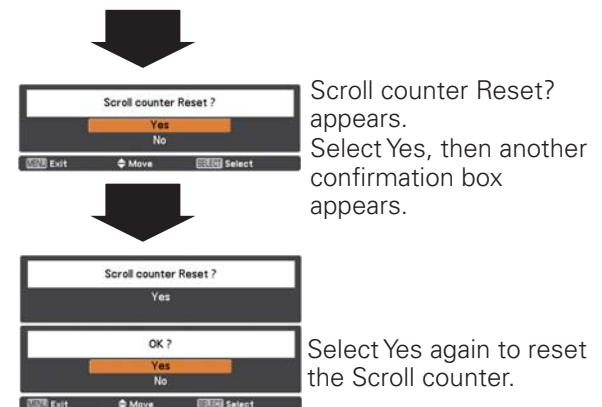 Scroll counter Reset ?
Yes
No
MENU Exit
Move
SELECT Select
Scroll counter Reset?
appears.
Select Yes, then another
confirmation box
appears.
Scroll counter Reset ?
Yes
OK ?
Yes
No
MENU Exit
Move
SELECT Select
Select Yes again to reset
the Scroll counter.